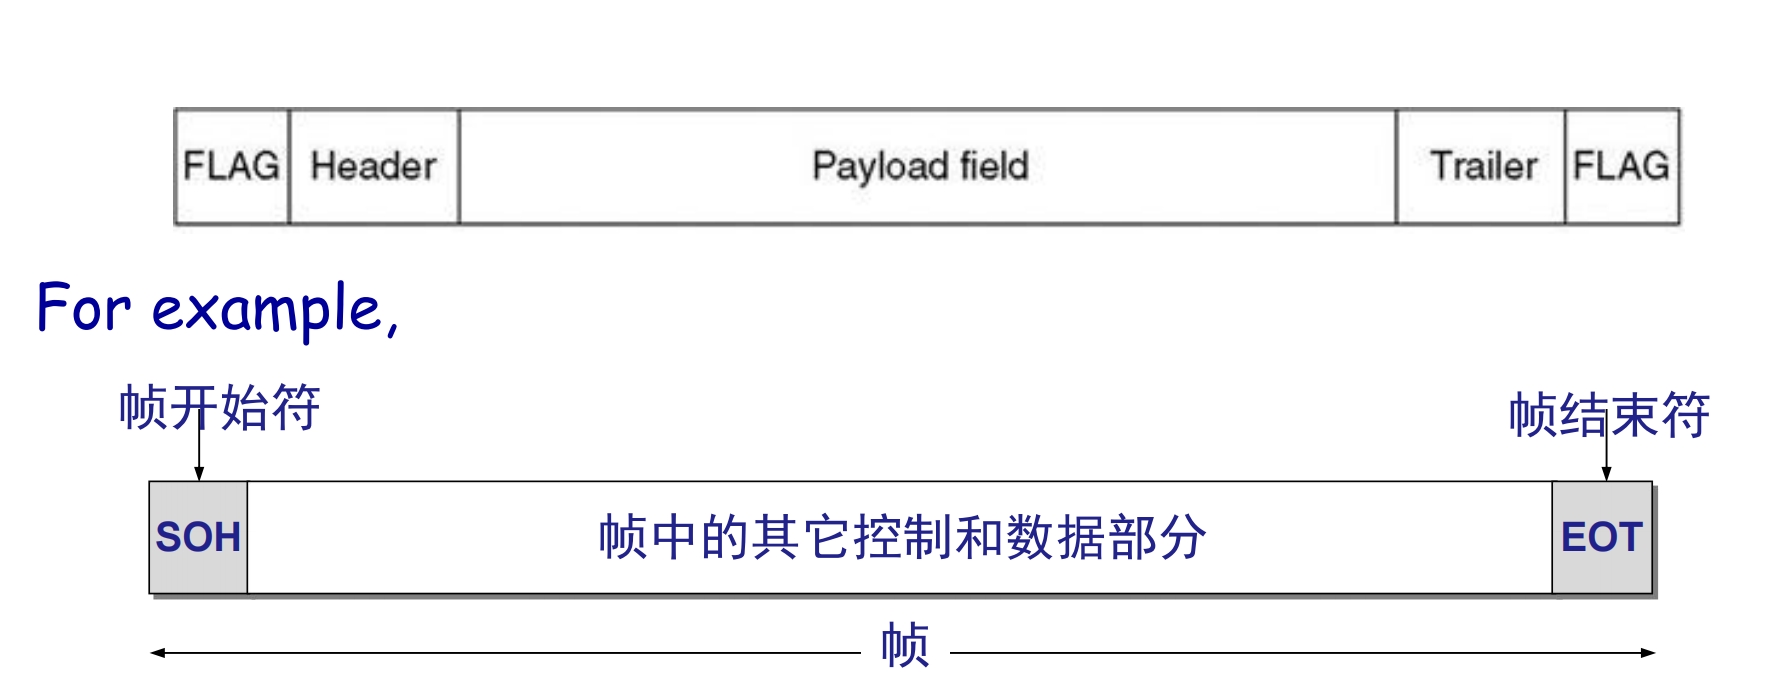 FLAG Header Payload field Trailer FLAG
For example,
帧开始符 帧结束符
SOH 帧中的其它控制和数据部分 EOT
帧